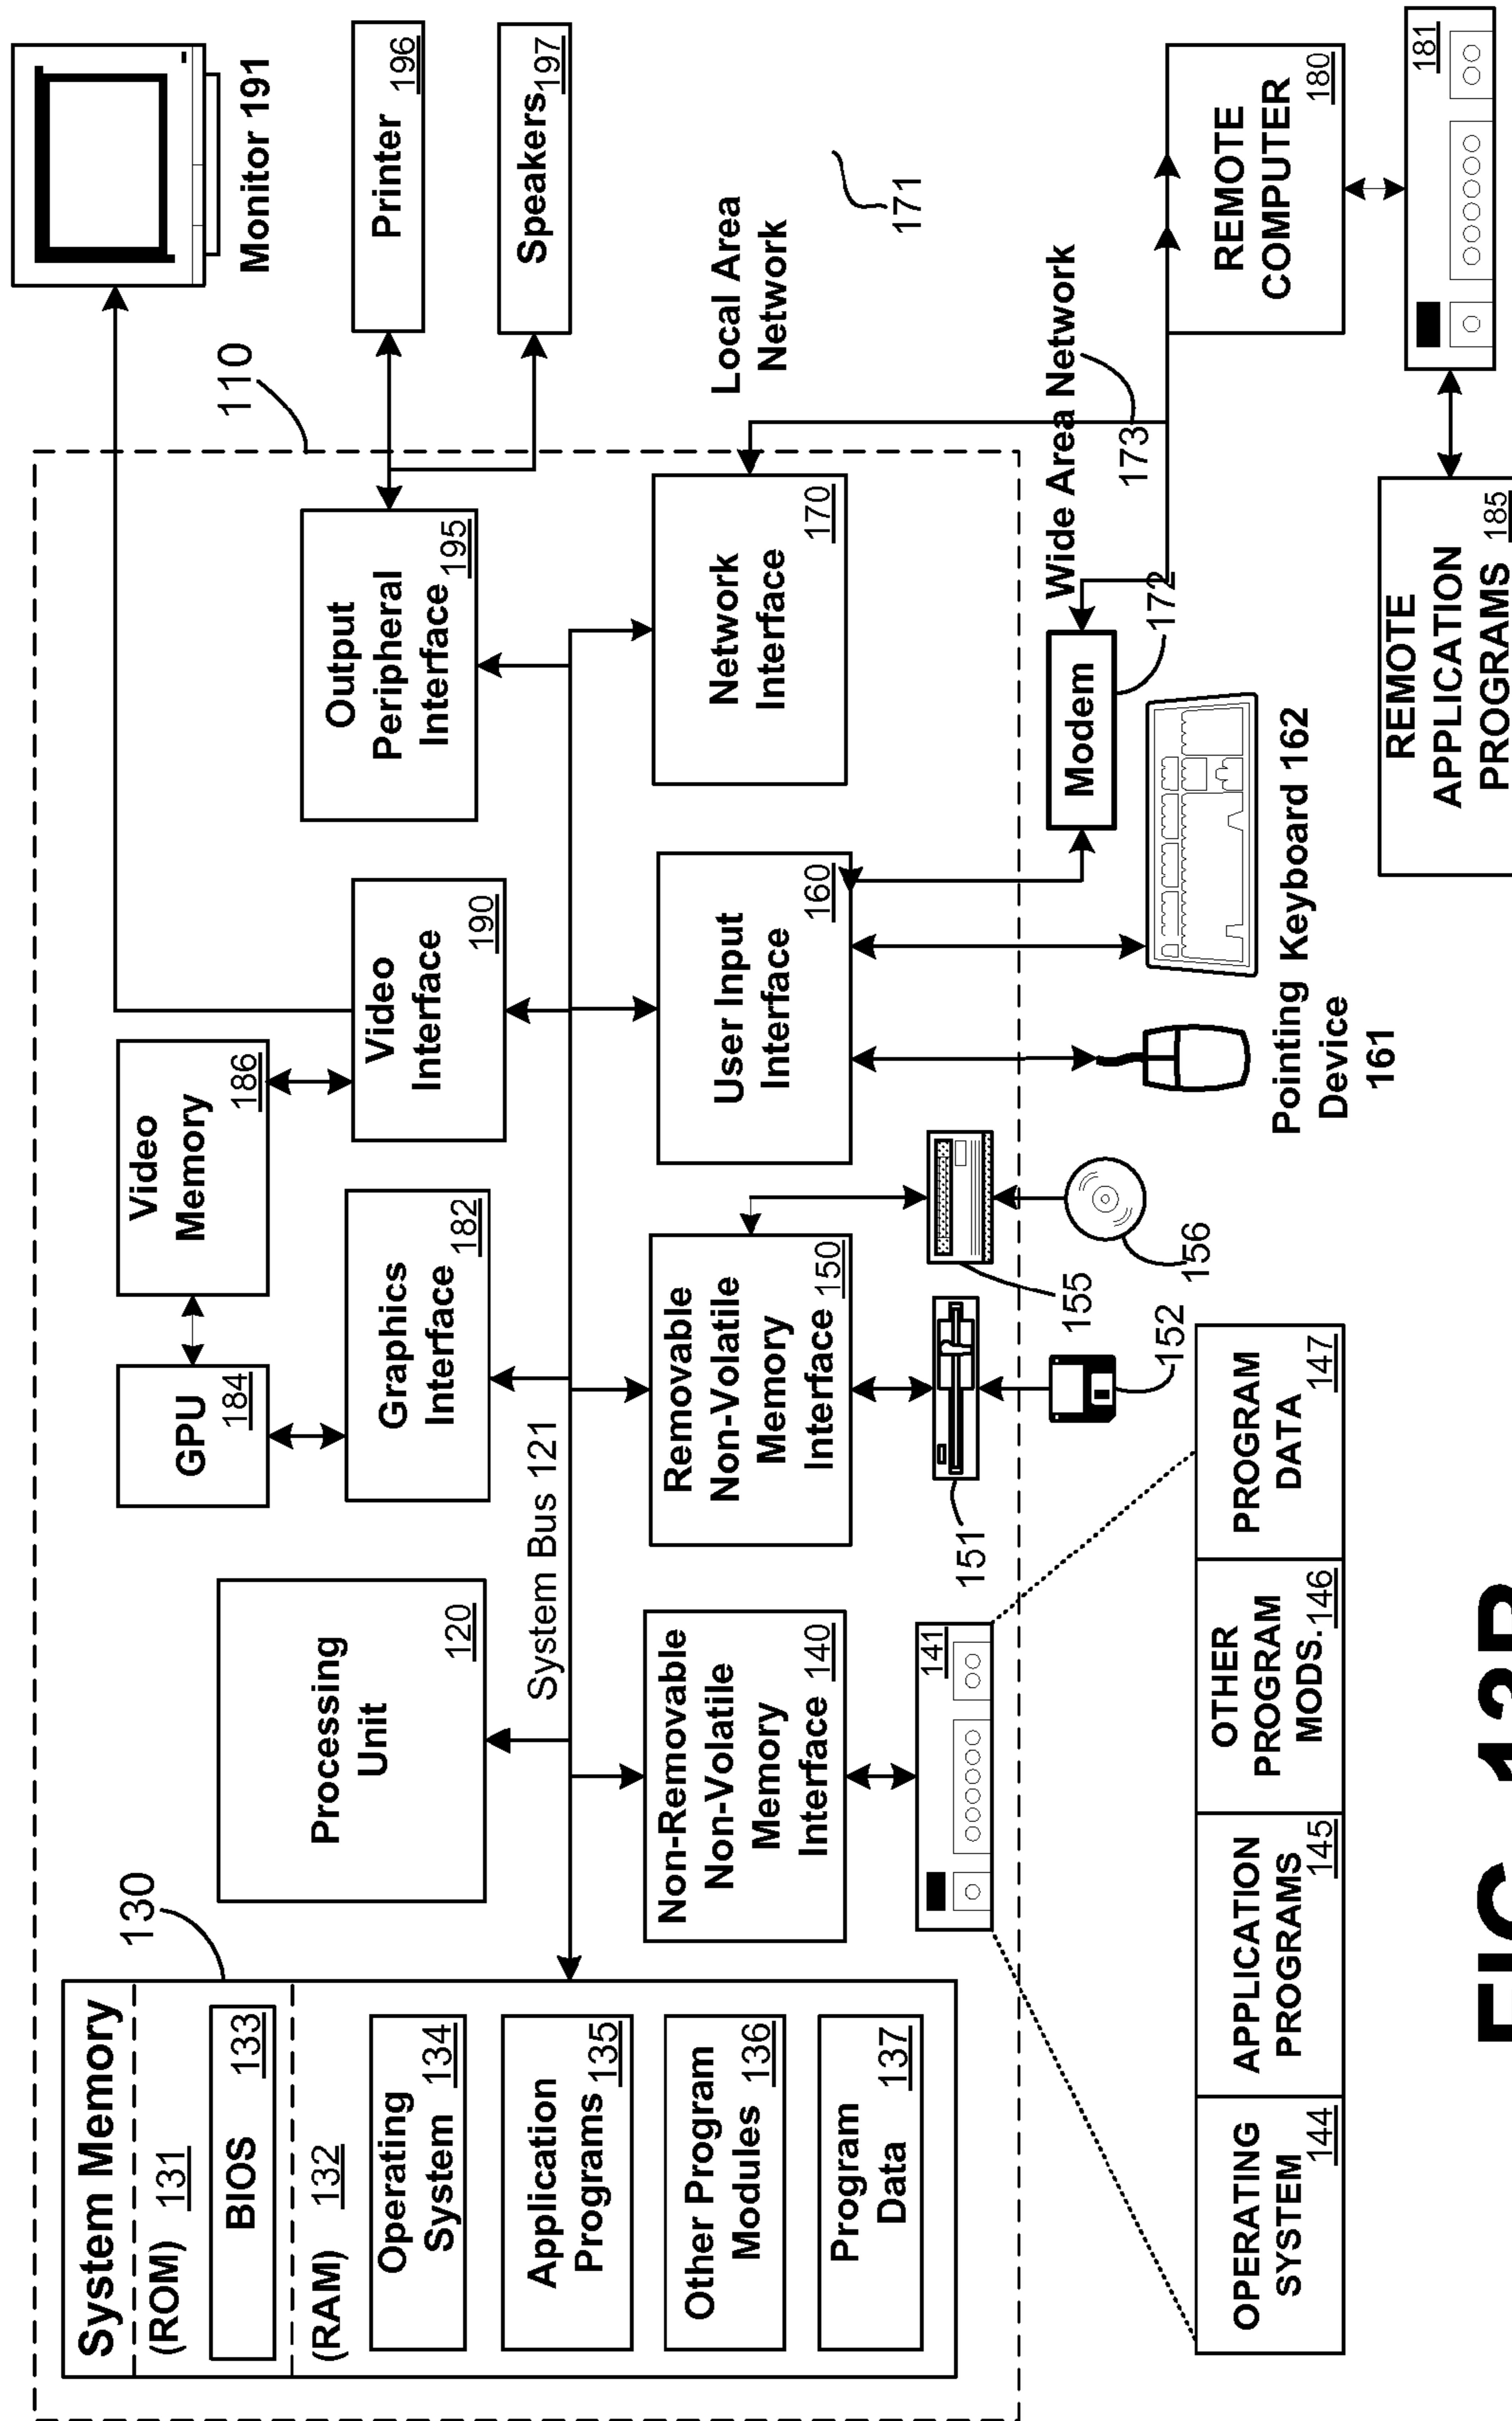 System Memory
130
(ROM) 131
BIOS 133
(RAM) 132
Operating
System 134
Application
Programs 135
Other Program
Modules 136
Program
Data 137
Processing
Unit
120
GPU
184
Video
Memory
186
Graphics
Interface
182
Video
Interface
190
Output
Peripheral
Interface 195
110
Monitor 191
Printer
196
Speakers
197
System Bus 121
Non-Removable
Non-Volatile
Memory
Interface 140
Removable
Non-Volatile
Memory
Interface 150
User Input
Interface
160
Network
Interface
170
Local Area
Network
171
141
151
155
152
156
Modem
172
Wide Area Network
173
Pointing
Device
161
Keyboard 162
REMOTE
COMPUTER
180
181
OPERATING
SYSTEM
144
APPLICATION
PROGRAMS
145
OTHER
PROGRAM
MODS. 146
PROGRAM
DATA
147
REMOTE
APPLICATION
PROGRAMS 185